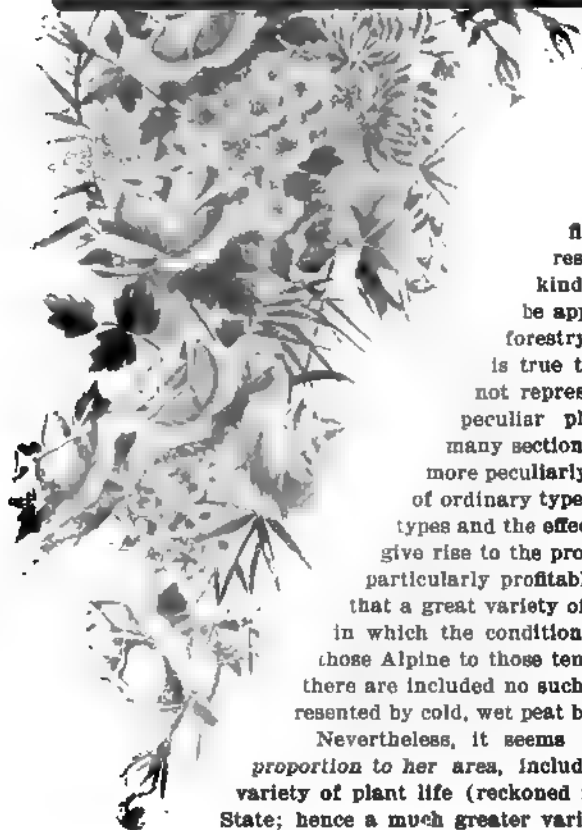 fl
res
kind
be app
forestry
is true t
not repres
peculiar pl
many section
more peculiarly
of ordinary type
types and the effec
give rise to the pro
particularly profitabl
that a great variety of
in which the condition
those Alpine to those ten
there are included no such
resented by cold, wet peat b
Nevertheless, it seems
proportion to her area, includ
variety of plant life (reckoned
State; hence a much greater vari